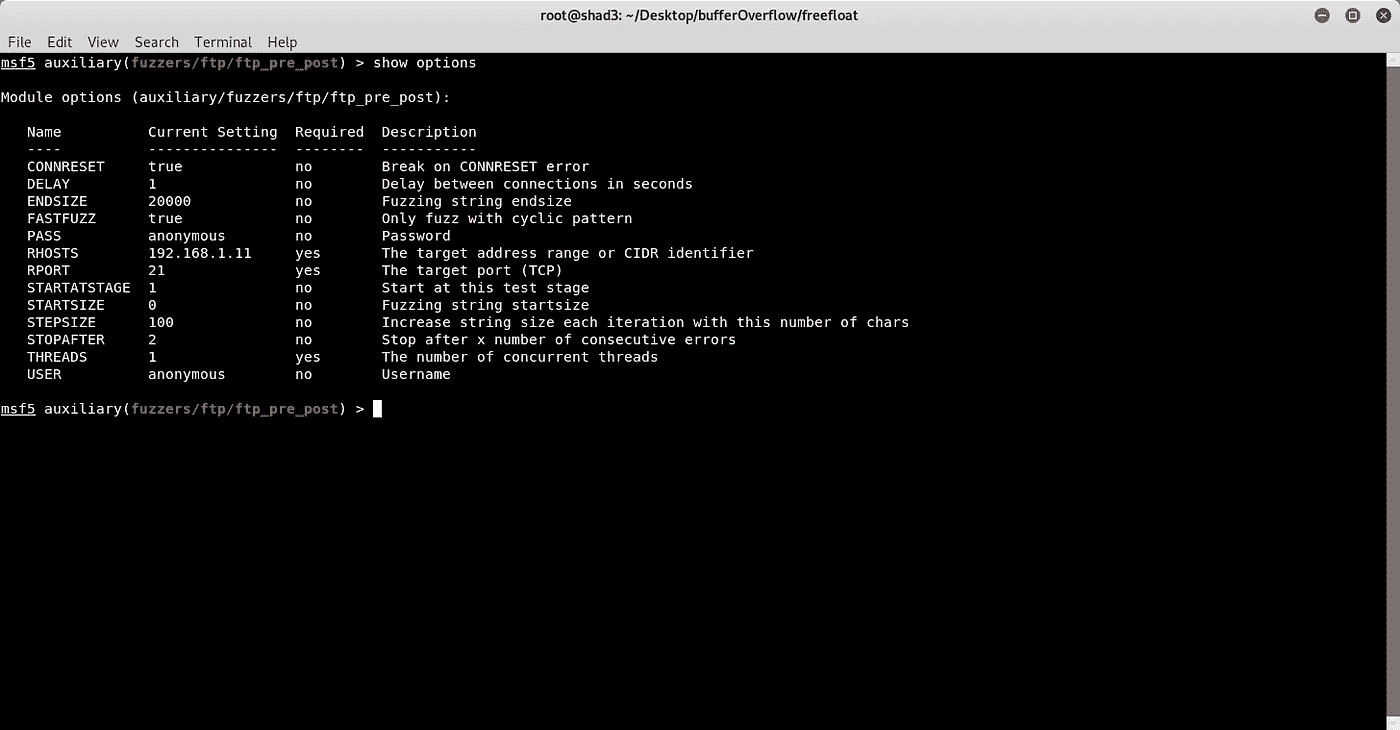 root@shad3: ~/Desktop/bufferOverflow/freefloat
File Edit View Search Terminal Help
msf5 auxiliary(fuzzers/ftp/ftp_pre_post) > show options
Module options (auxiliary/fuzzers/ftp/ftp_pre_post):
Name Current Setting Required Description
---- --------------- -------- -----------
CONNRESET true no Break on CONNRESET error
DELAY 1 no Delay between connections in seconds
ENDSIZE 20000 no Fuzzing string endsize
FASTFUZZ true no Only fuzz with cyclic pattern
PASS anonymous no Password
RHOSTS 192.168.1.11 yes The target address range or CIDR identifier
RPORT 21 yes The target port (TCP)
STARTATSTAGE 1 no Start at this test stage
STARTSIZE 0 no Fuzzing string startsize
STEPSIZE 100 no Increase string size each iteration with this number of chars
STOPAFTER 2 no Stop after x number of consecutive errors
THREADS 1 yes The number of concurrent threads
USER anonymous no Username
msf5 auxiliary(fuzzers/ftp/ftp_pre_post) >